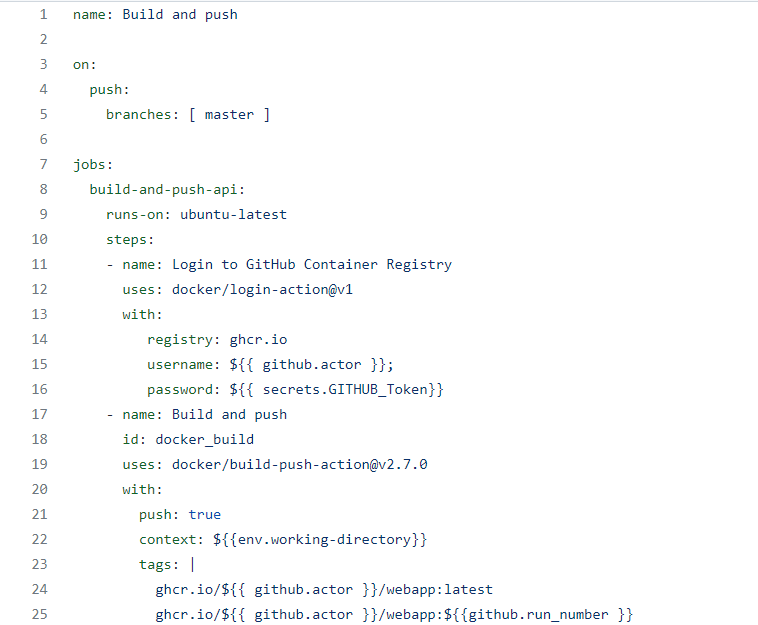 1 name: Build and push
2
3 on:
4   push:
5     branches: [ master ]
6
7 jobs:
8   build-and-push-api:
9     runs-on: ubuntu-latest
10     steps:
11     - name: Login to GitHub Container Registry
12       uses: docker/login-action@v1
13       with:
14          registry: ghcr.io
15          username: ${{ github.actor }};
16          password: ${{ secrets.GITHUB_Token}}
17     - name: Build and push
18       id: docker_build
19       uses: docker/build-push-action@v2.7.0
20       with:
21         push: true
22         context: ${{env.working-directory}}
23         tags: |
24           ghcr.io/${{ github.actor }}/webapp:latest
25           ghcr.io/${{ github.actor }}/webapp:${{github.run_number }}